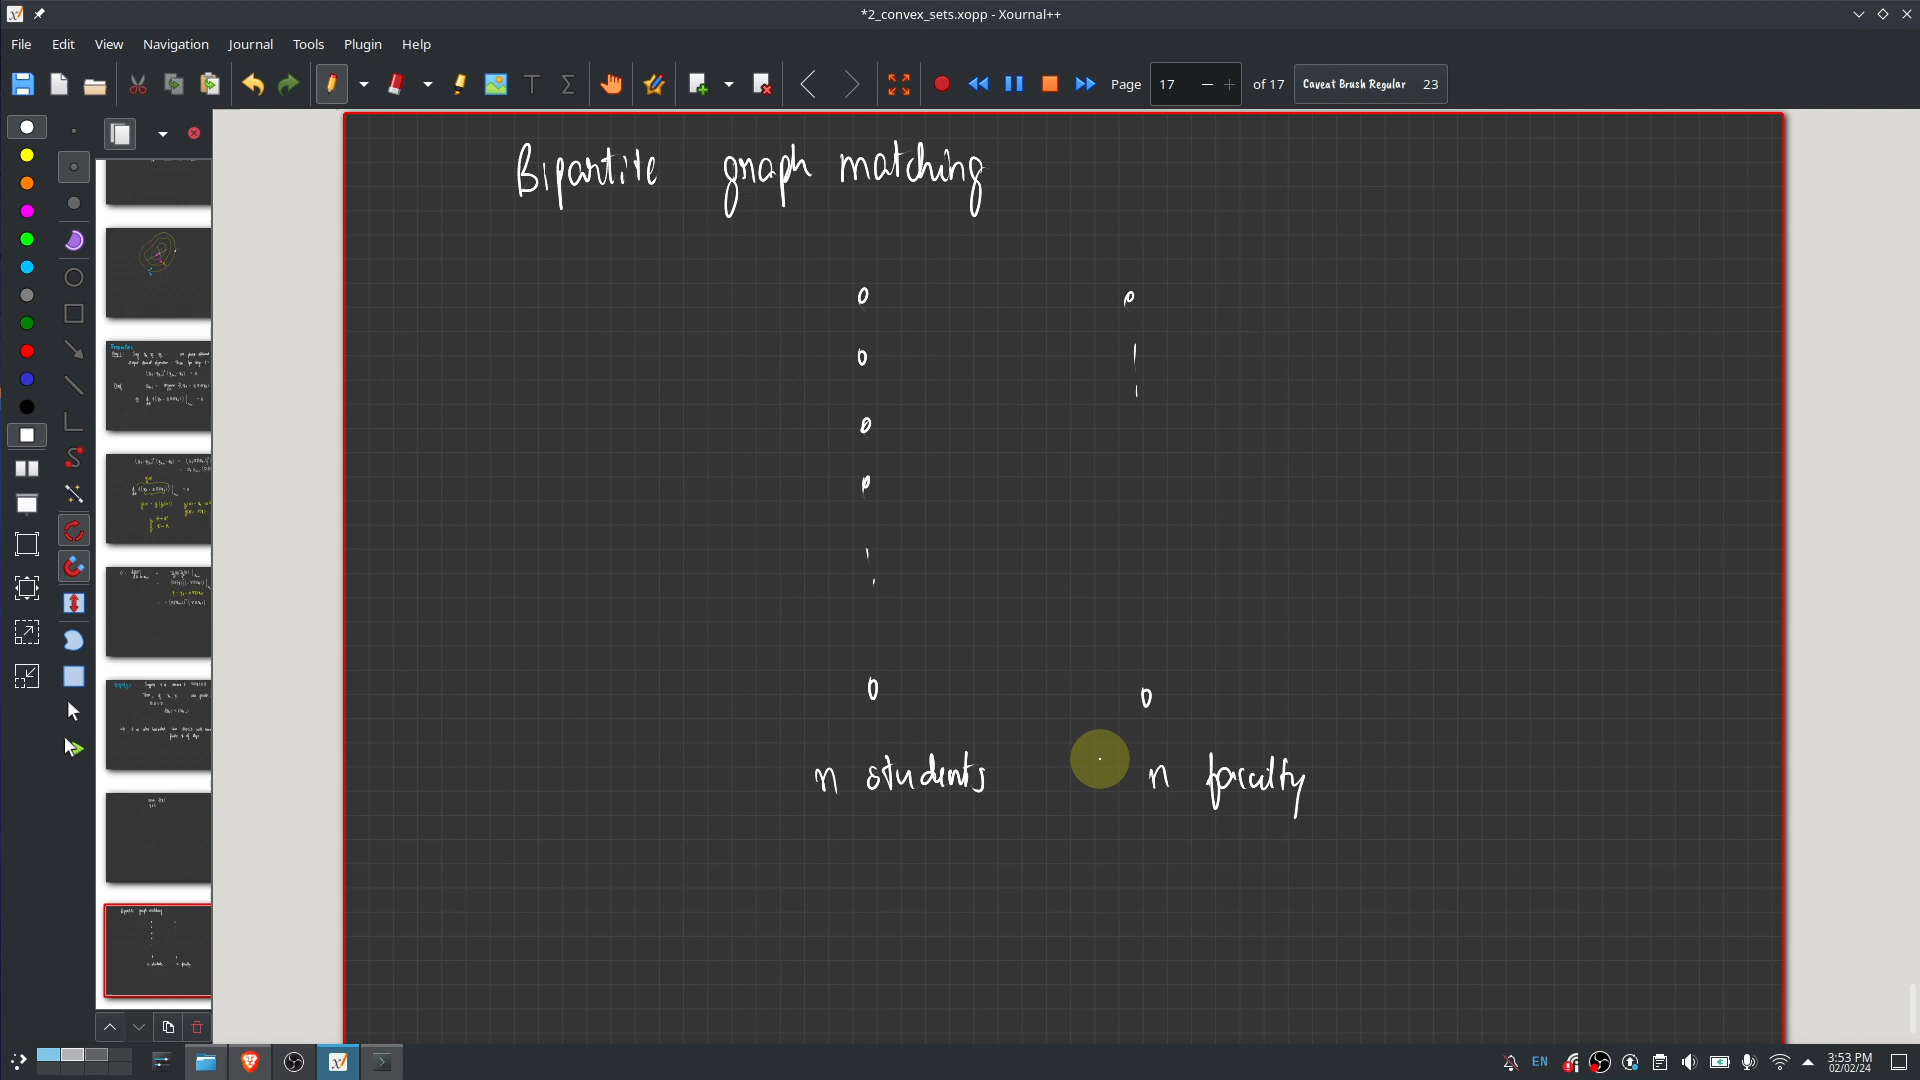 *2_convex_sets.xopp - Xournal++
File Edit View Navigation Journal Tools Plugin Help
Page 17 of 17 Caveat Brush Regular 23
Bipartite graph matching
n students n faculty
EN
3:53 PM
02/02/24